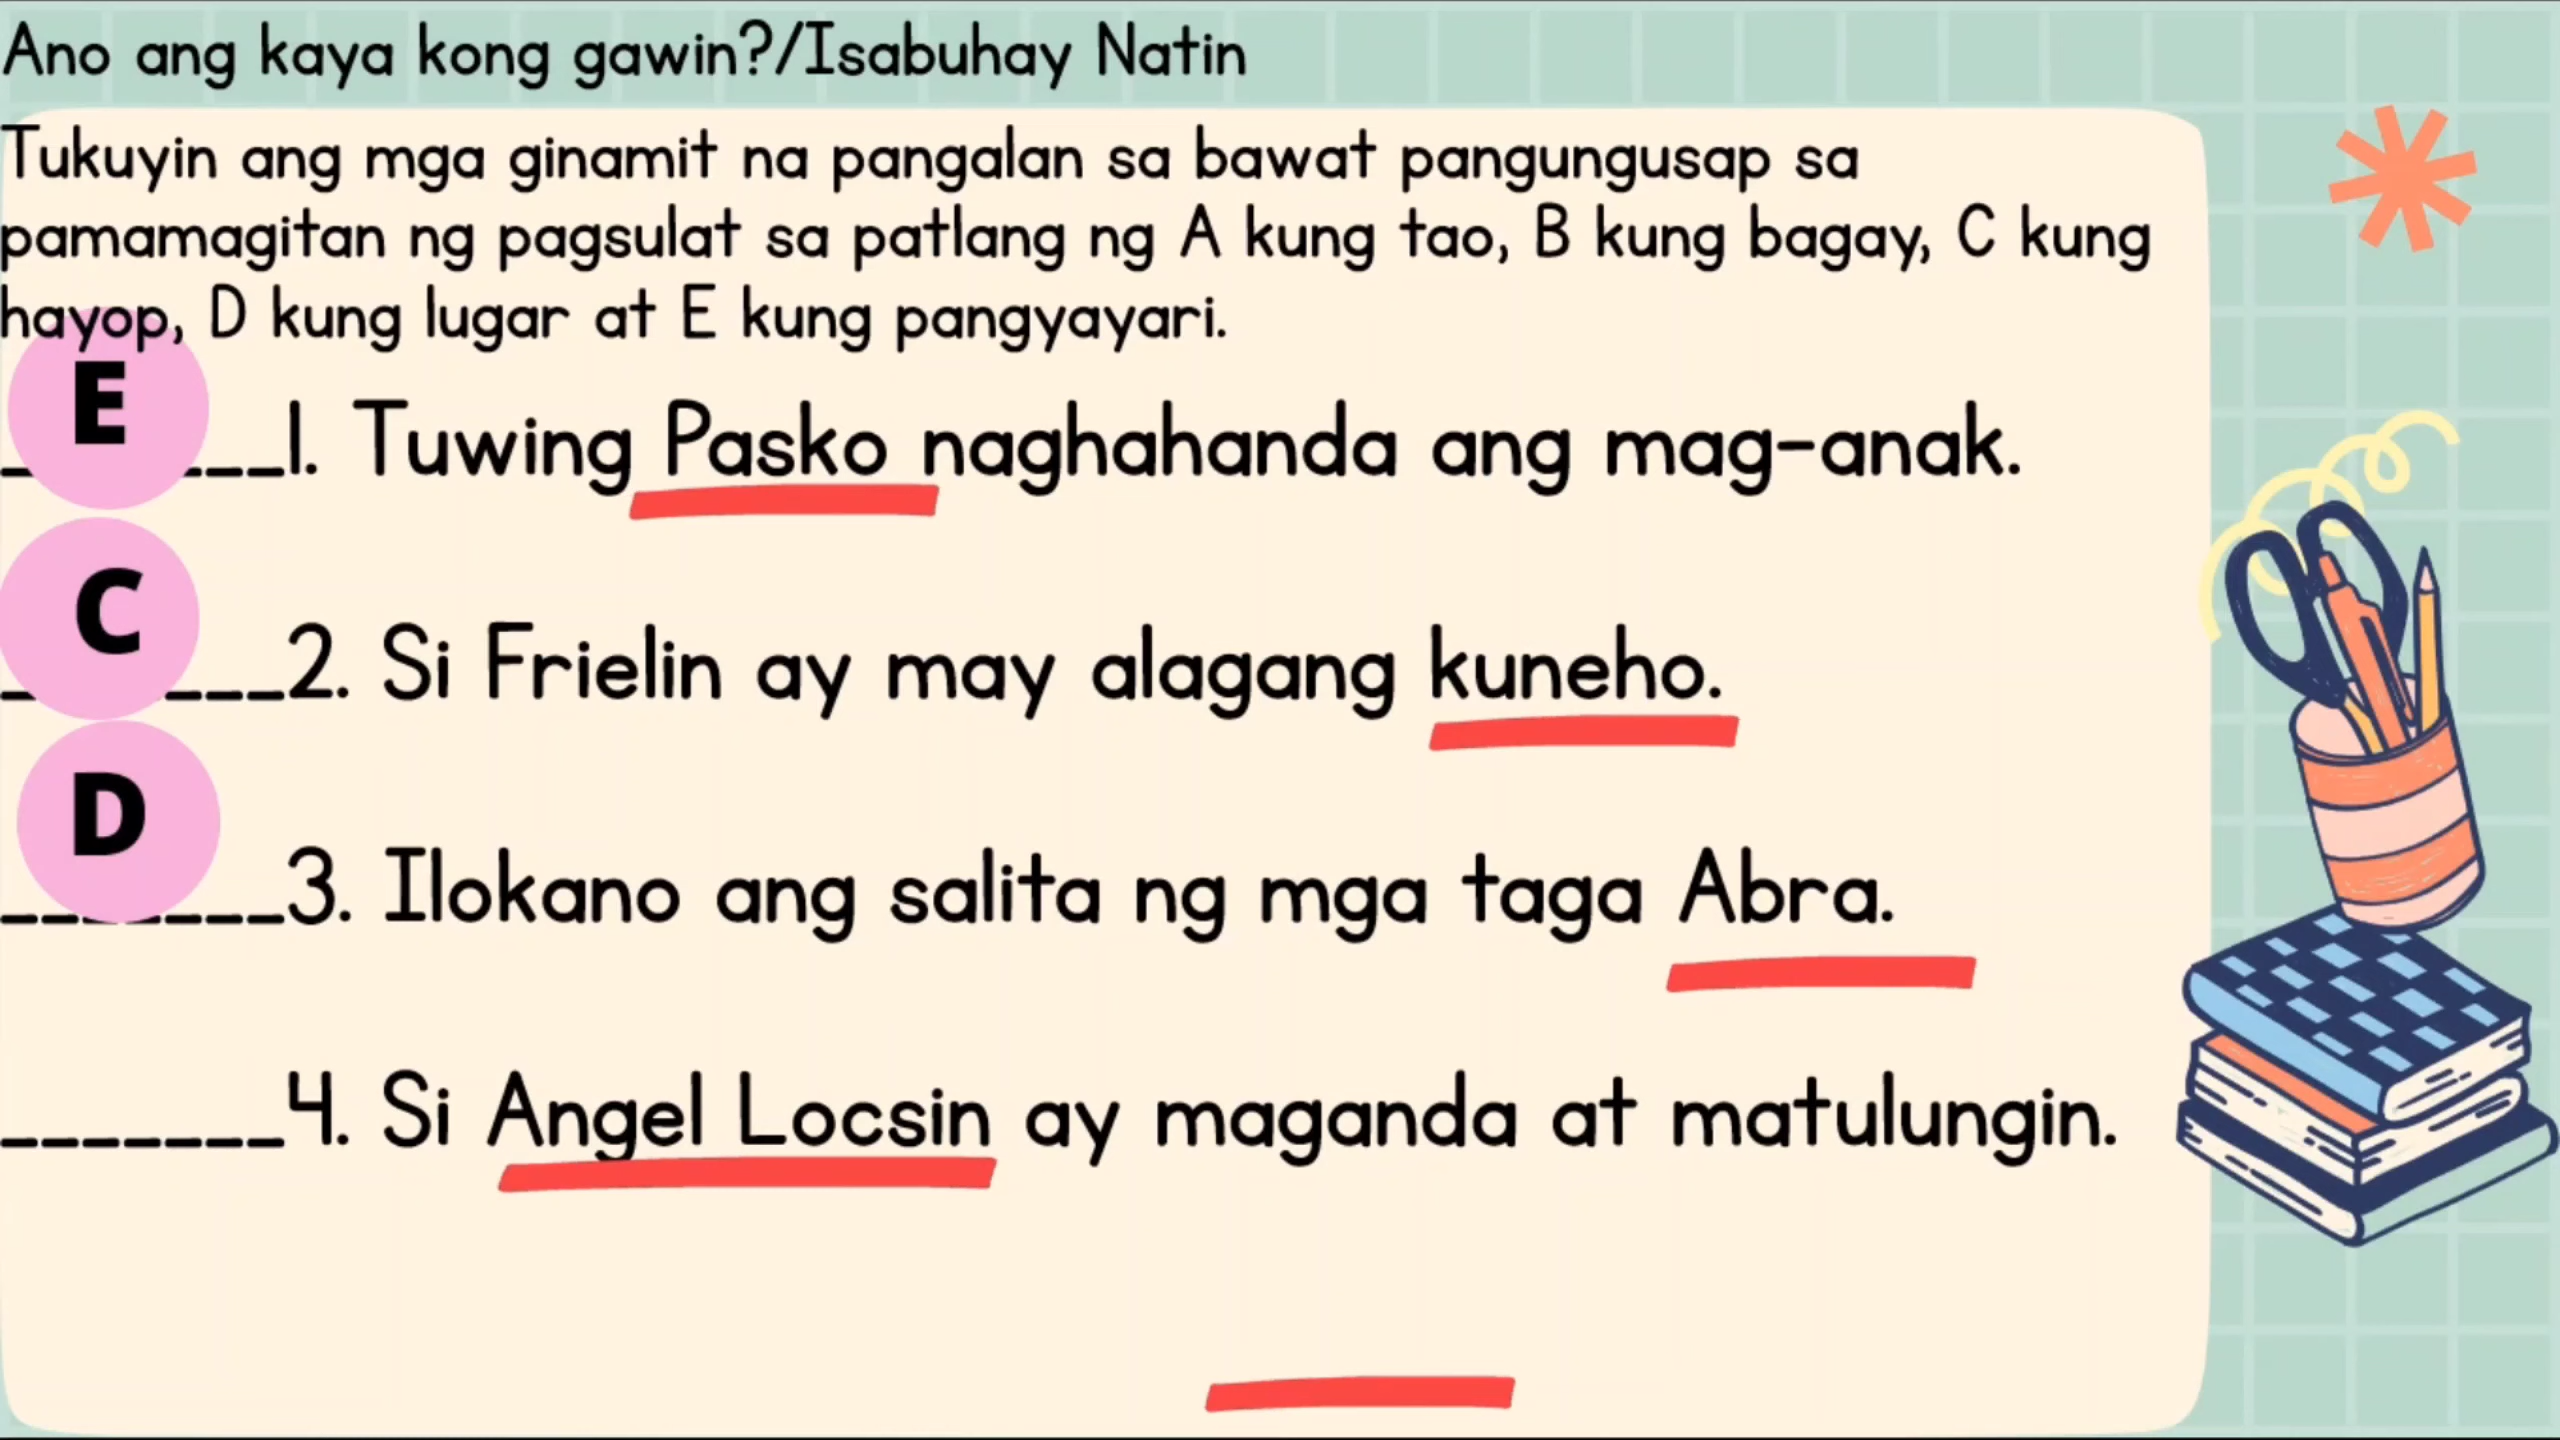 Ano ang kaya kong gawin?/Isabuhay Natin
Tukuyin ang mga ginamit na pangalan sa bawat pangungusap sa
pamamagitan ng pagsulat sa patlang ng A kung tao, B kung bagay, C kung
hayop, D kung lugar at E kung pangyayari.
E
_______1. Tuwing Pasko naghahanda ang mag-anak.
C
_______2. Si Frielin ay may alagang kuneho.
D
_______3. Ilokano ang salita ng mga taga Abra.
_______4. Si Angel Locsin ay maganda at matulungin.